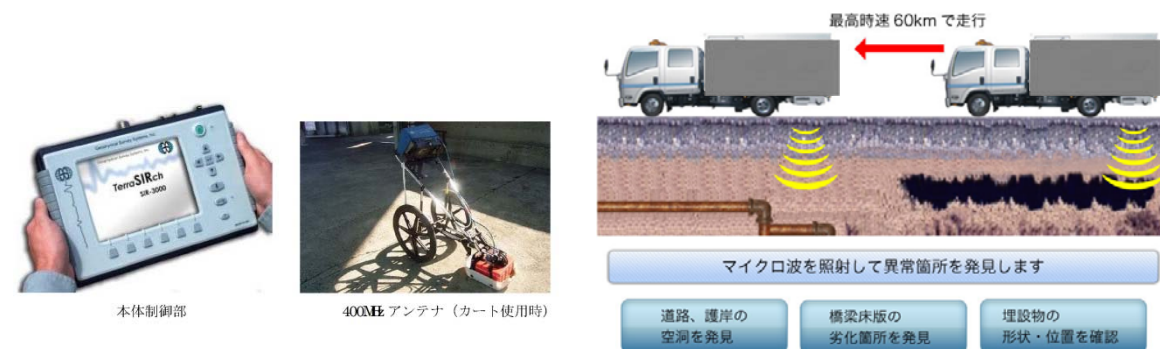 Geophysical Survey Systems, Inc.
TerraSIRch
SIR-3000
本体制御部
400MHz アンテナ（カート使用時）
最高時速 60km で走行
マイクロ波を照射して異常箇所を発見します
道路、護岸の
空洞を発見
橋梁床版の
劣化箇所を発見
埋設物の
形状・位置を確認